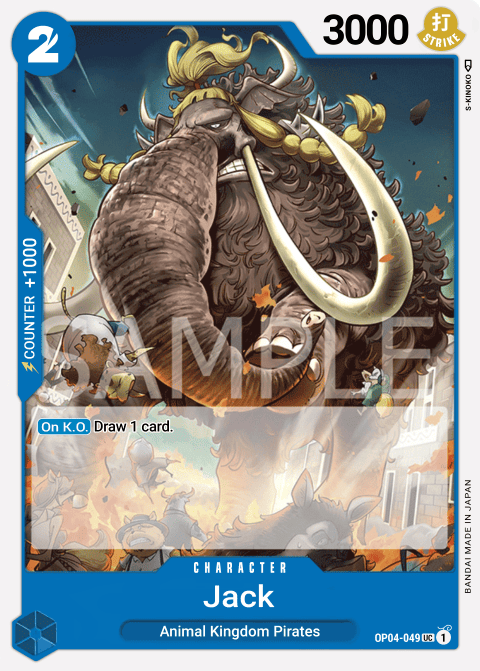 2
3000
打
STRIKE
S-KINOKO
COUNTER +1000
SAMPLE
On K.O. Draw 1 card.
BANDAI MADE IN JAPAN
CHARACTER
Jack
Animal Kingdom Pirates
OP04-049 UC 1